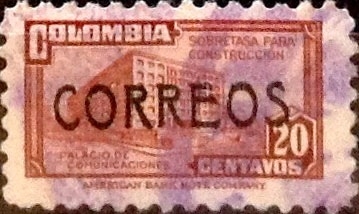 COLOMBIA
SOBRETASA PARA
CONSTRUCCION
CORREOS
20
PALACIO DE
COMUNICACIONES
CENTAVOS
AMERICAN BANK NOTE COMPANY